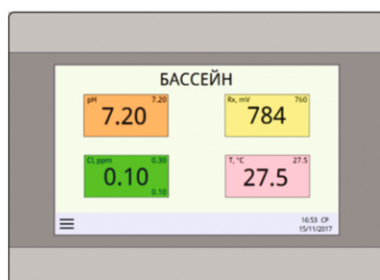 БАССЕЙН
pH 7.20
7.20
Rx, mV 760
784
Cl, ppm 0.30
0.10
0.10
T, °C 27.5
27.5
16:53 СР
15/11/2017